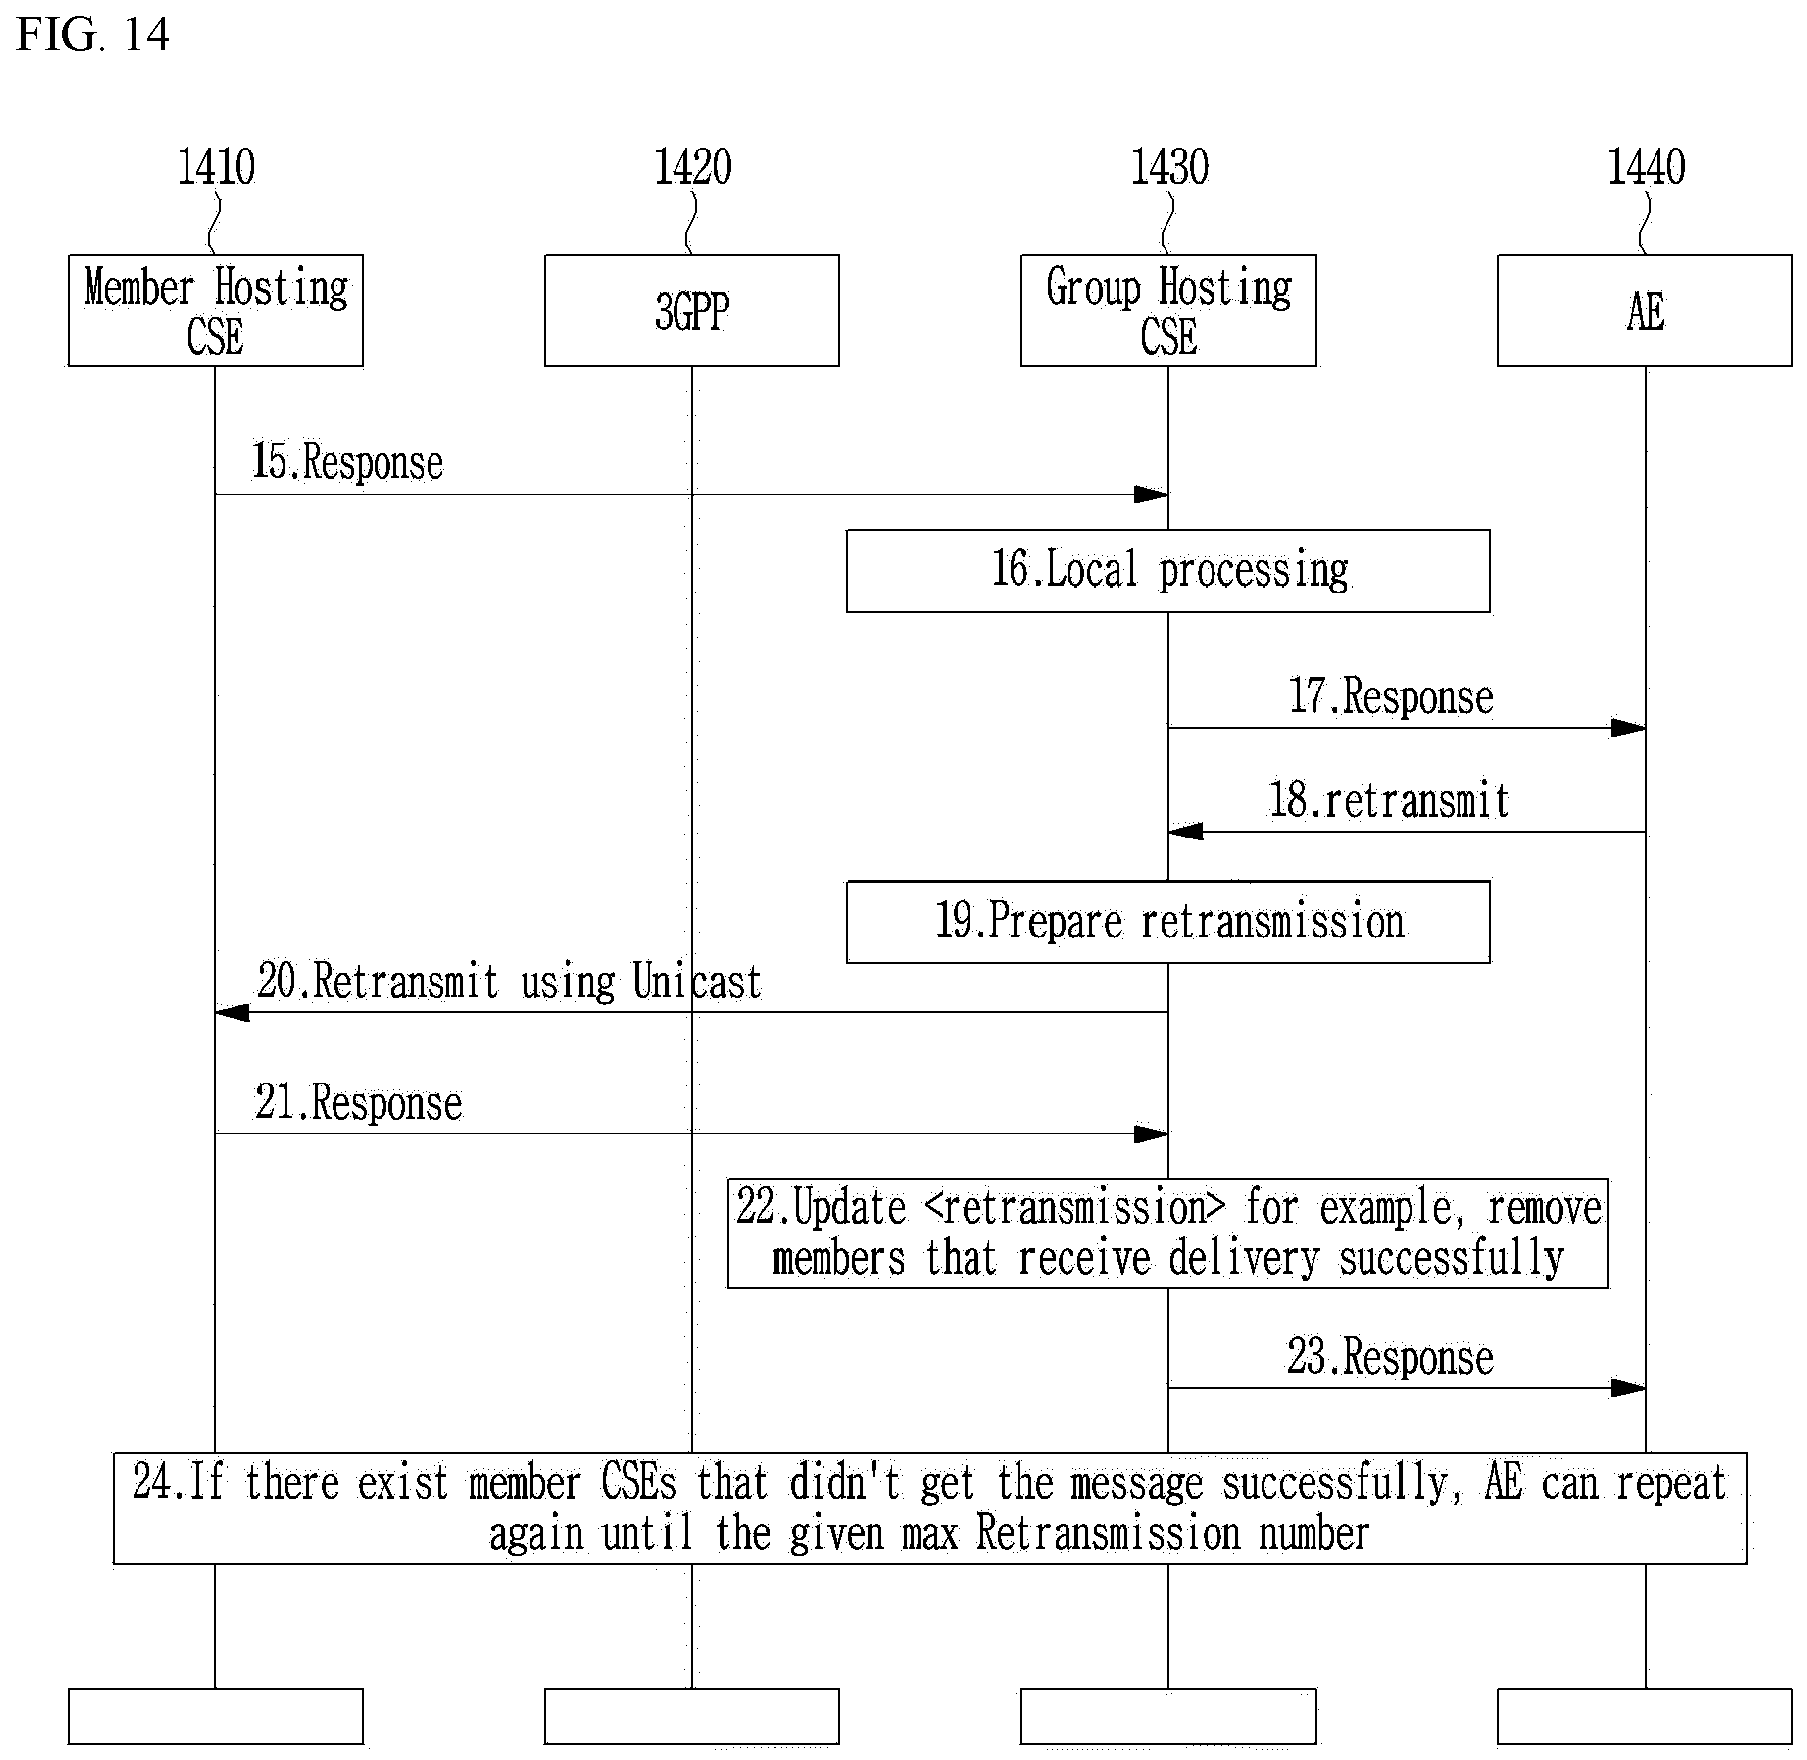 FIG. 14
1410
1420
1430
1440
Member Hosting
CSE
3GPP
Group Hosting
CSE
AE
15.Response
16.Local processing
17.Response
18.retransmit
19.Prepare retransmission
20.Retransmit using Unicast
21.Response
22.Update <retransmission> for example, remove
members that receive delivery successfully
23.Response
24.If there exist member CSEs that didn't get the message successfully, AE can repeat
again until the given max Retransmission number